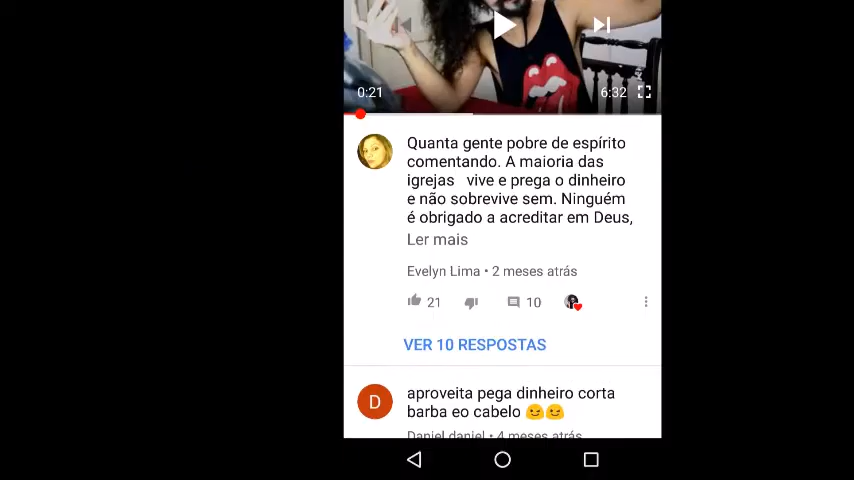 0:21
6:32
Quanta gente pobre de espírito
comentando. A maioria das
igrejas vive e prega o dinheiro
e não sobrevive sem. Ninguém
é obrigado a acreditar em Deus,
Ler mais
Evelyn Lima • 2 meses atrás
21
10
VER 10 RESPOSTAS
D
aproveita pega dinheiro corta
barba eo cabelo 😉😉
Daniel daniel • 4 meses atrás